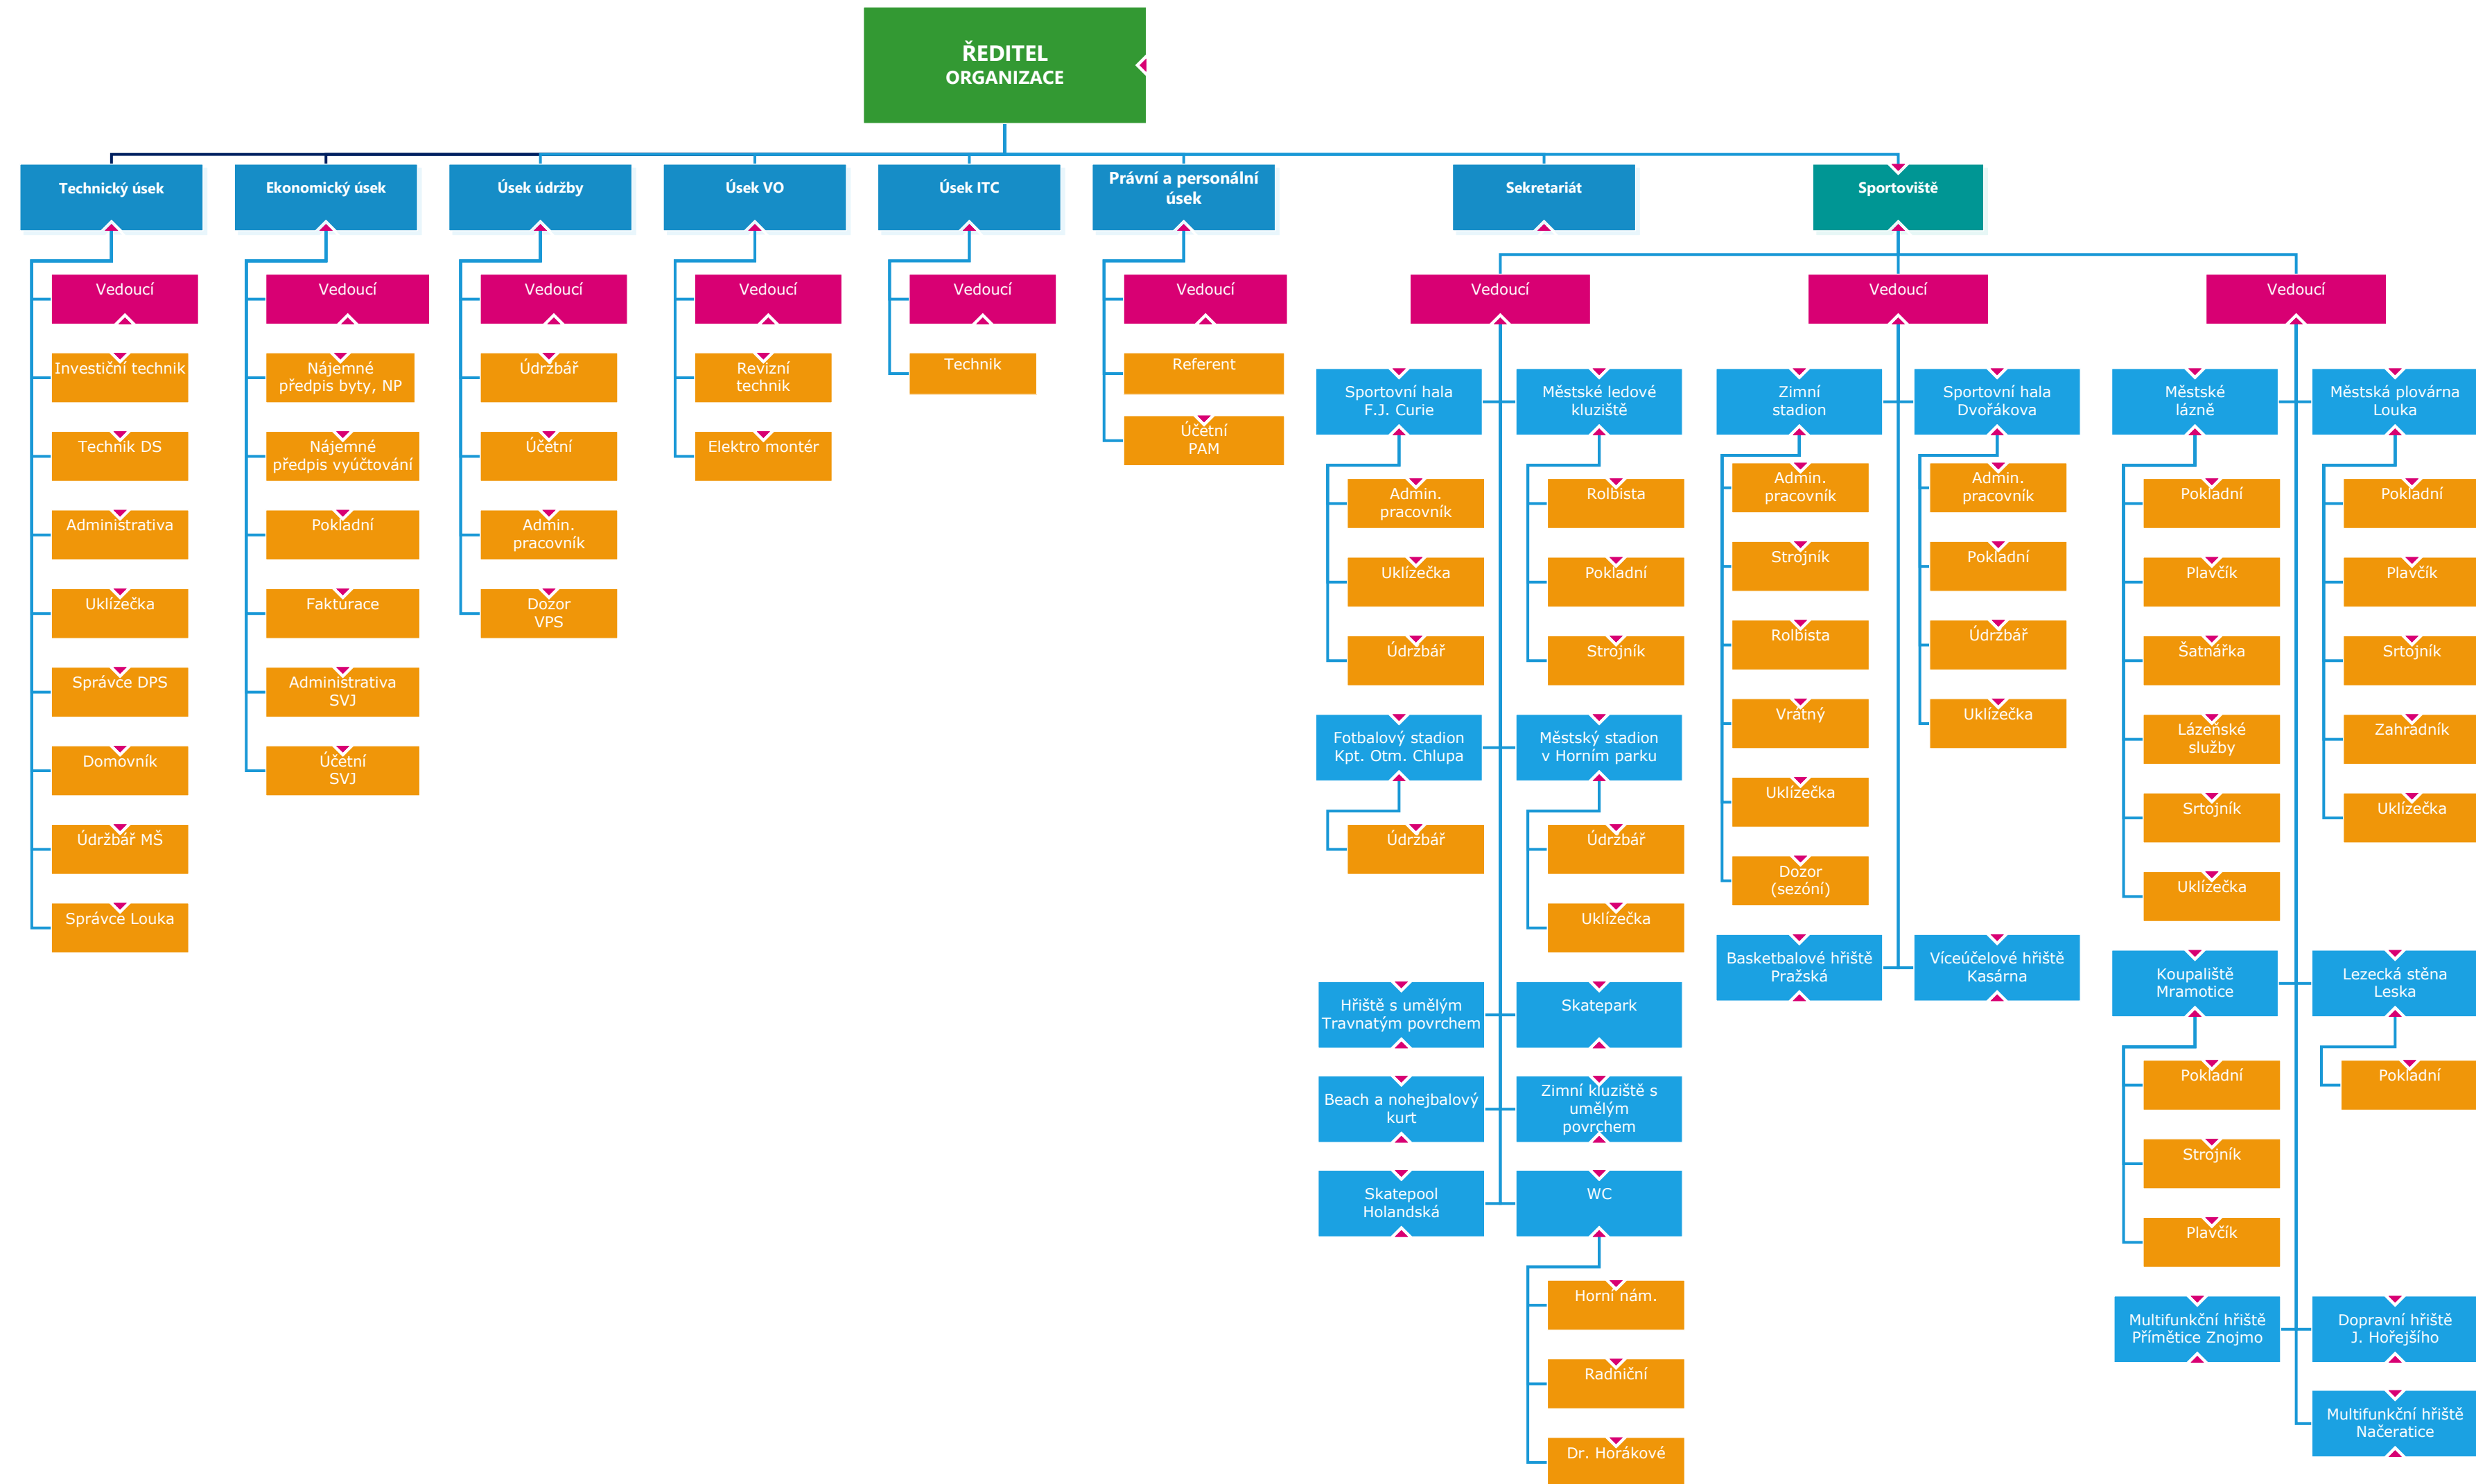 ŘEDITEL
ORGANIZACE
Technický úsek
Ekonomický úsek
Úsek údržby
Úsek VO
Úsek ITC
Právní a personální
úsek
Sekretariát
Sportoviště
Vedoucí
Investiční technik
Technik DS
Administrativa
Uklízečka
Správce DPS
Domovník
Údržbář MŠ
Správce Louka
Vedoucí
Nájemné
předpis byty, NP
Nájemné
předpis vyúčtování
Pokladní
Fakturace
Administrativa
SVJ
Účetní
SVJ
Vedoucí
Údržbář
Účetní
Admin.
pracovník
Dozor
VPS
Vedoucí
Revizní
technik
Elektro montér
Vedoucí
Technik
Vedoucí
Referent
Účetní
PAM
Vedoucí
Sportovní hala
F.J. Curie
Admin.
pracovník
Uklízečka
Údržbář
Městské ledové
kluziště
Rolbista
Pokladní
Strojník
Fotbalový stadion
Kpt. Otm. Chlupa
Údržbář
Městský stadion
v Horním parku
Údržbář
Uklízečka
Hřiště s umělým
Travnatým povrchem
Skatepark
Beach a nohejbalový
kurt
Zimní kluziště s
umělým
povrchem
Skatepool
Holandská
WC
Horní nám.
Radniční
Dr. Horákové
Vedoucí
Zimní
stadion
Admin.
pracovník
Strojník
Rolbista
Vrátný
Uklízečka
Dozor
(sezóní)
Sportovní hala
Dvořákova
Admin.
pracovník
Pokladní
Údržbář
Uklízečka
Basketbalové hřiště
Pražská
Víceúčelové hřiště
Kasárna
Vedoucí
Městské
lázně
Pokladní
Plavčík
Šatnářka
Lázeňské
služby
Srtojník
Uklízečka
Městská plovárna
Louka
Pokladní
Plavčík
Srtojník
Zahradník
Uklízečka
Koupaliště
Mramotice
Pokladní
Strojník
Plavčík
Lezecká stěna
Leska
Pokladní
Multifunkční hřiště
Přímětice Znojmo
Dopravní hřiště
J. Hořejšího
Multifunkční hřiště
Načeratice